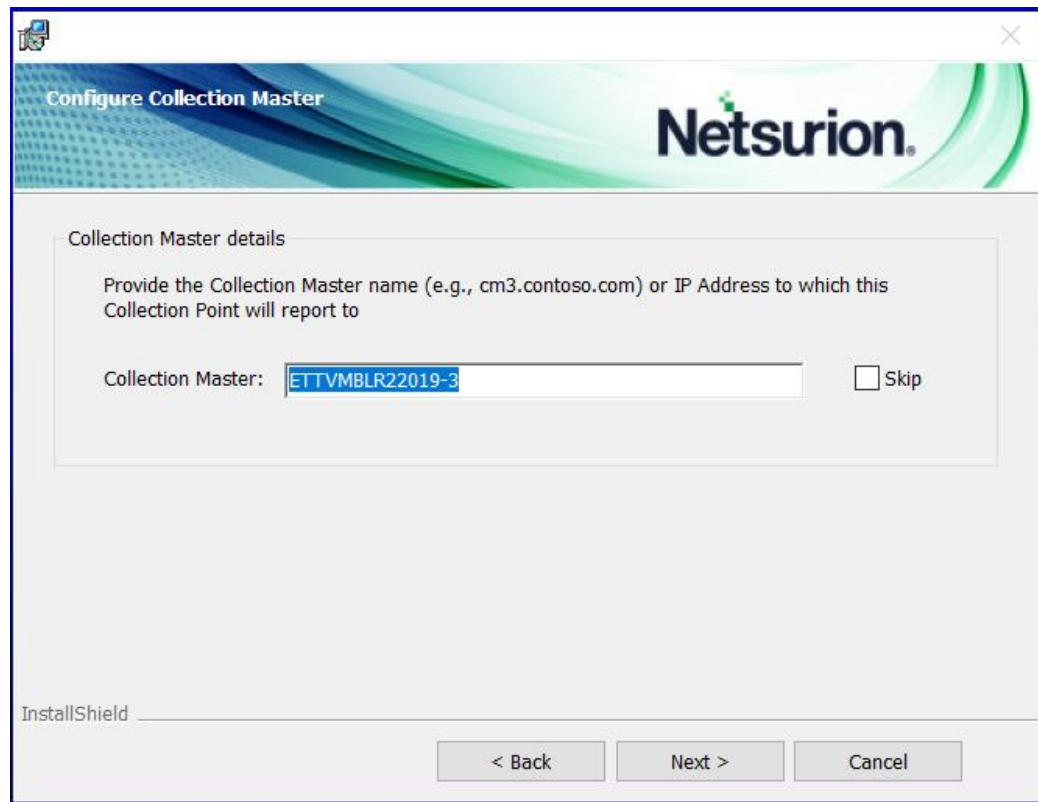 Configure Collection Master
Netsurion®
Collection Master details
Provide the Collection Master name (e.g., cm3.contoso.com) or IP Address to which this
Collection Point will report to
Collection Master: ETTVMBLR22019-3 Skip
InstallShield
< Back Next > Cancel